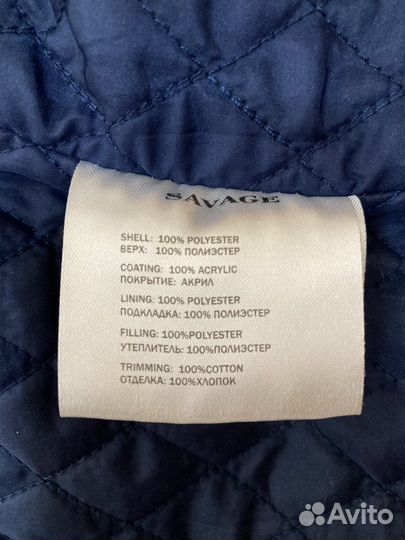 SAVAGE
SHELL: 100% POLYESTER
ВЕРХ: 100% ПОЛИЭСТЕР
COATING: 100% ACRYLIC
ПОКРЫТИЕ: АКРИЛ
LINING: 100% POLYESTER
ПОДКЛАДКА: 100% ПОЛИЭСТЕР
FILLING: 100%POLYESTER
УТЕПЛИТЕЛЬ: 100%ПОЛИЭСТЕР
TRIMMING: 100%COTTON
ОТДЕЛКА: 100%ХЛОПОК
Avito